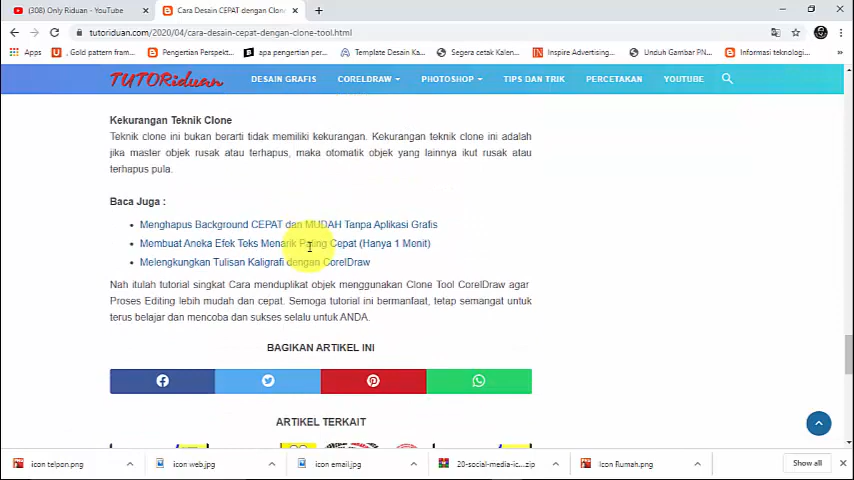 (308) Only Riduan - YouTube
Cara Desain CEPAT dengan Clone
tutoriduan.com/2020/04/cara-desain-cepat-dengan-clone-tool.html
Apps
, Gold pattern fram...
Pengertian Perspekt...
apa pengertian per...
Template Desain Ka...
Segera cetak Kalen...
Inspire Advertising...
Unduh Gambar PN...
Informasi teknologi...
TUTORiduan
DESAIN GRAFIS
CORELDRAW
PHOTOSHOP
TIPS DAN TRIK
PERCETAKAN
YOUTUBE
Kekurangan Teknik Clone
Teknik clone ini bukan berarti tidak memiliki kekurangan. Kekurangan teknik clone ini adalah
jika master objek rusak atau terhapus, maka otomatik objek yang lainnya ikut rusak atau
terhapus pula.
Baca Juga :
Menghapus Background CEPAT dan MUDAH Tanpa Aplikasi Grafis
Membuat Aneka Efek Teks Menarik Paling Cepat (Hanya 1 Menit)
Melengkungkan Tulisan Kaligrafi dengan CorelDraw
Nah itulah tutorial singkat Cara menduplikat objek menggunakan Clone Tool CorelDraw agar
Proses Editing lebih mudah dan cepat. Semoga tutorial ini bermanfaat, tetap semangat untuk
terus belajar dan mencoba dan sukses selalu untuk ANDA.
BAGIKAN ARTIKEL INI
ARTIKEL TERKAIT
icon telpon.png
icon web.jpg
icon email.jpg
20-social-media-ic....zip
Icon Rumah.png
Show all